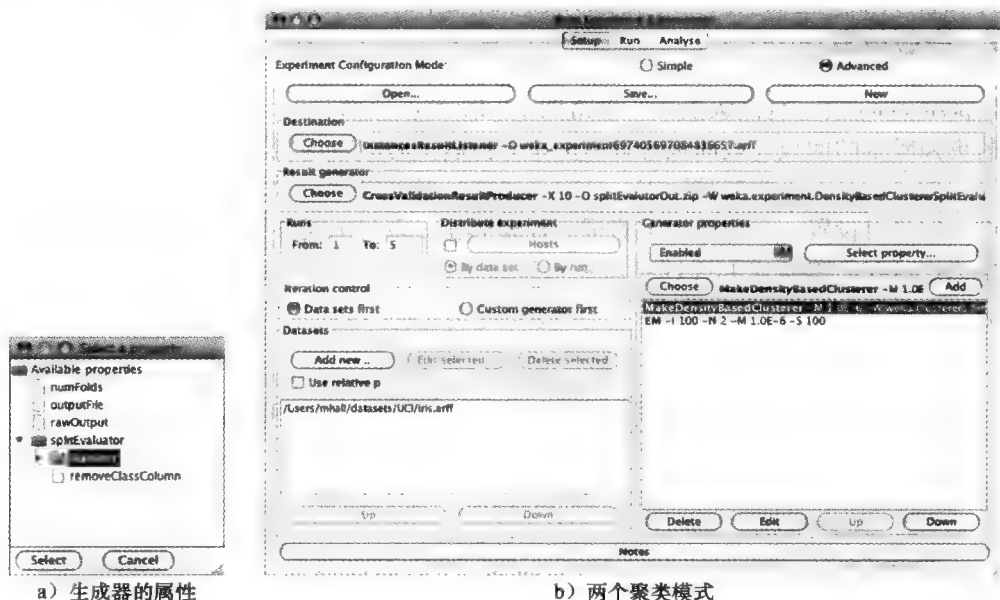 Setup Run Analyse
Experiment Configuration Mode:
Simple
Advanced
Open...
Save...
New
Destination
Choose
InstancesResultListener -O
Result generator
Choose
CrossValidationResultProducer -X 10 -O splitEvalutorOut.zip -W weka.experiment.DensityBasedClustererSplitEvalu
Runs
From: 1 To: 5
Distribute experiment
Hosts
By data set
By run
Generator properties
Enabled
Select property...
Iteration control
Data sets first
Custom generator first
Choose
MakeDensityBasedClusterer -M 1.0E
Add
MakeDensityBasedClusterer
EM -I 100 -N 2 -M 1.0E-6 -S 100
Datasets
Add new ...
Edit selected
Delete selected
Use relative p
/Users/mhall/datasets/UCI/iris.arff
Up
Down
Delete
Edit
Up
Down
Notes
Select a property
Available properties
numFolds
outputFile
rawOutput
splitEvaluator
removeClassColumn
Select
Cancel
a）生成器的属性
b）两个聚类模式